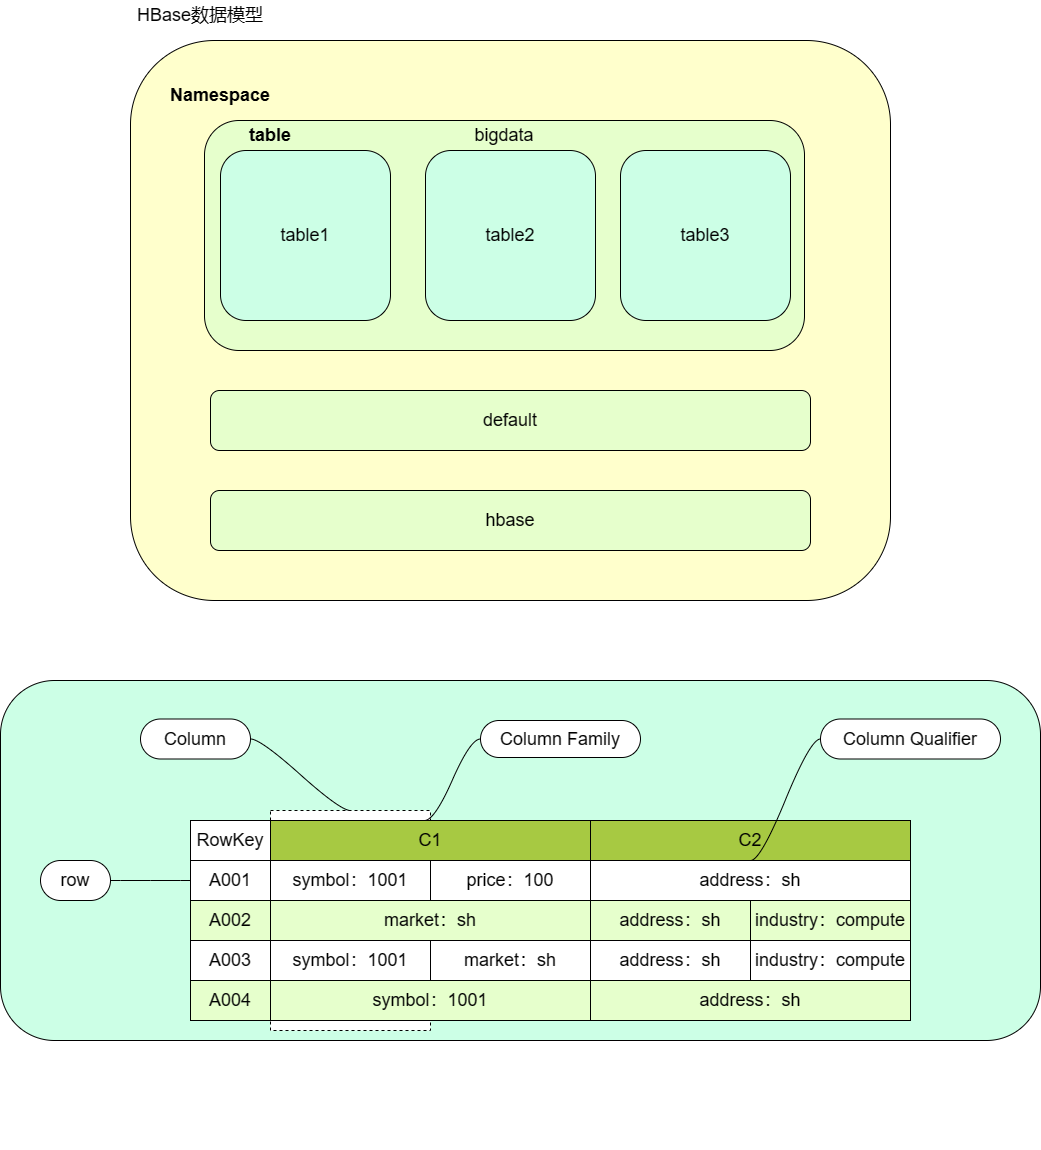 HBase数据模型
Namespace
table bigdata
table1 table2 table3
default
hbase
Column Column Family Column Qualifier
RowKey C1 C2
row A001 symbol：1001 price：100 address：sh
A002 market：sh address：sh industry：compute
A003 symbol：1001 market：sh address：sh industry：compute
A004 symbol：1001 address：sh